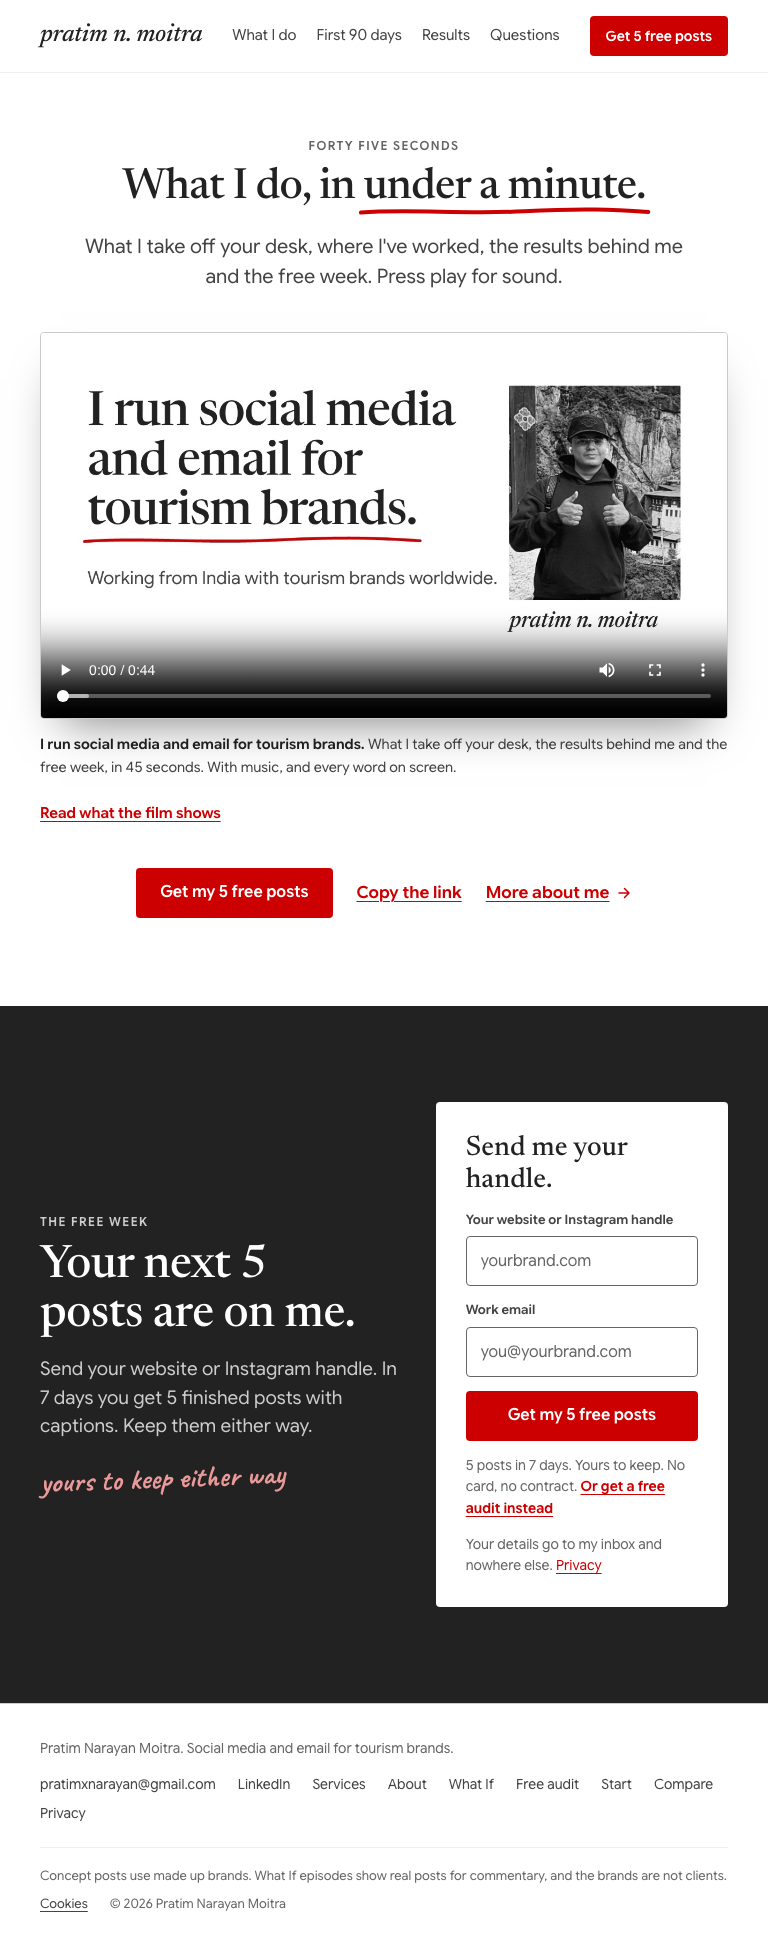 pratim n. moitra
What I do
First 90 days
Results
Questions
Get 5 free posts
FORTY FIVE SECONDS
What I do, in under a minute.
What I take off your desk, where I've worked, the results behind me
and the free week. Press play for sound.
I run social media
and email for
tourism brands.
Working from India with tourism brands worldwide.
pratim n. moitra
0:00 / 0:44
I run social media and email for tourism brands. What I take off your desk, the results behind me and the
free week, in 45 seconds. With music, and every word on screen.
Read what the film shows
Get my 5 free posts
Copy the link
More about me →
THE FREE WEEK
Your next 5
posts are on me.
Send your website or Instagram handle. In
7 days you get 5 finished posts with
captions. Keep them either way.
yours to keep either way
Send me your
handle.
Your website or Instagram handle
yourbrand.com
Work email
you@yourbrand.com
Get my 5 free posts
5 posts in 7 days. Yours to keep. No
card, no contract. Or get a free
audit instead
Your details go to my inbox and
nowhere else. Privacy
Pratim Narayan Moitra. Social media and email for tourism brands.
pratimxnarayan@gmail.com
LinkedIn
Services
About
What If
Free audit
Start
Compare
Privacy
Concept posts use made up brands. What If episodes show real posts for commentary, and the brands are not clients.
Cookies
© 2026 Pratim Narayan Moitra